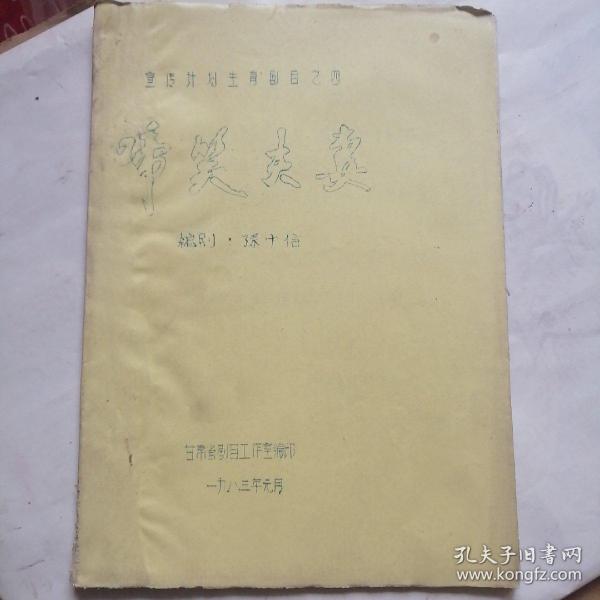 宣传计划生育剧目之四
啼笑夫妻
编剧·孫十信
甘肃省剧目工作室编印
一九八三年元月
孔夫子旧书网
www.kongfz.com